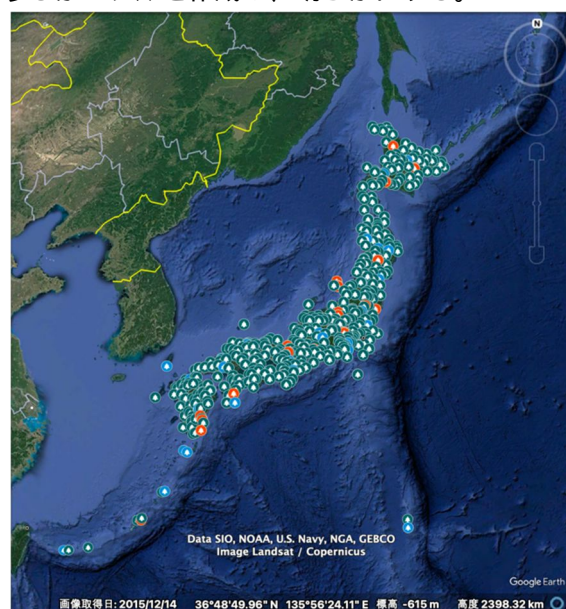 N
Data SIO, NOAA, U.S. Navy, NGA, GEBCO
Image Landsat / Copernicus
Google Earth
画像取得日: 2015/12/14 36°48'49.96" N 135°56'24.11" E 標高 -615 m 高度 2398.32 km